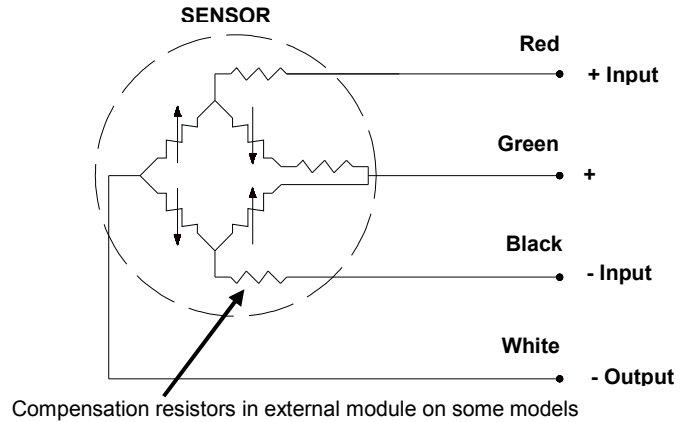 SENSOR
Red
+ Input
Green
+
Black
- Input
White
- Output
Compensation resistors in external module on some models